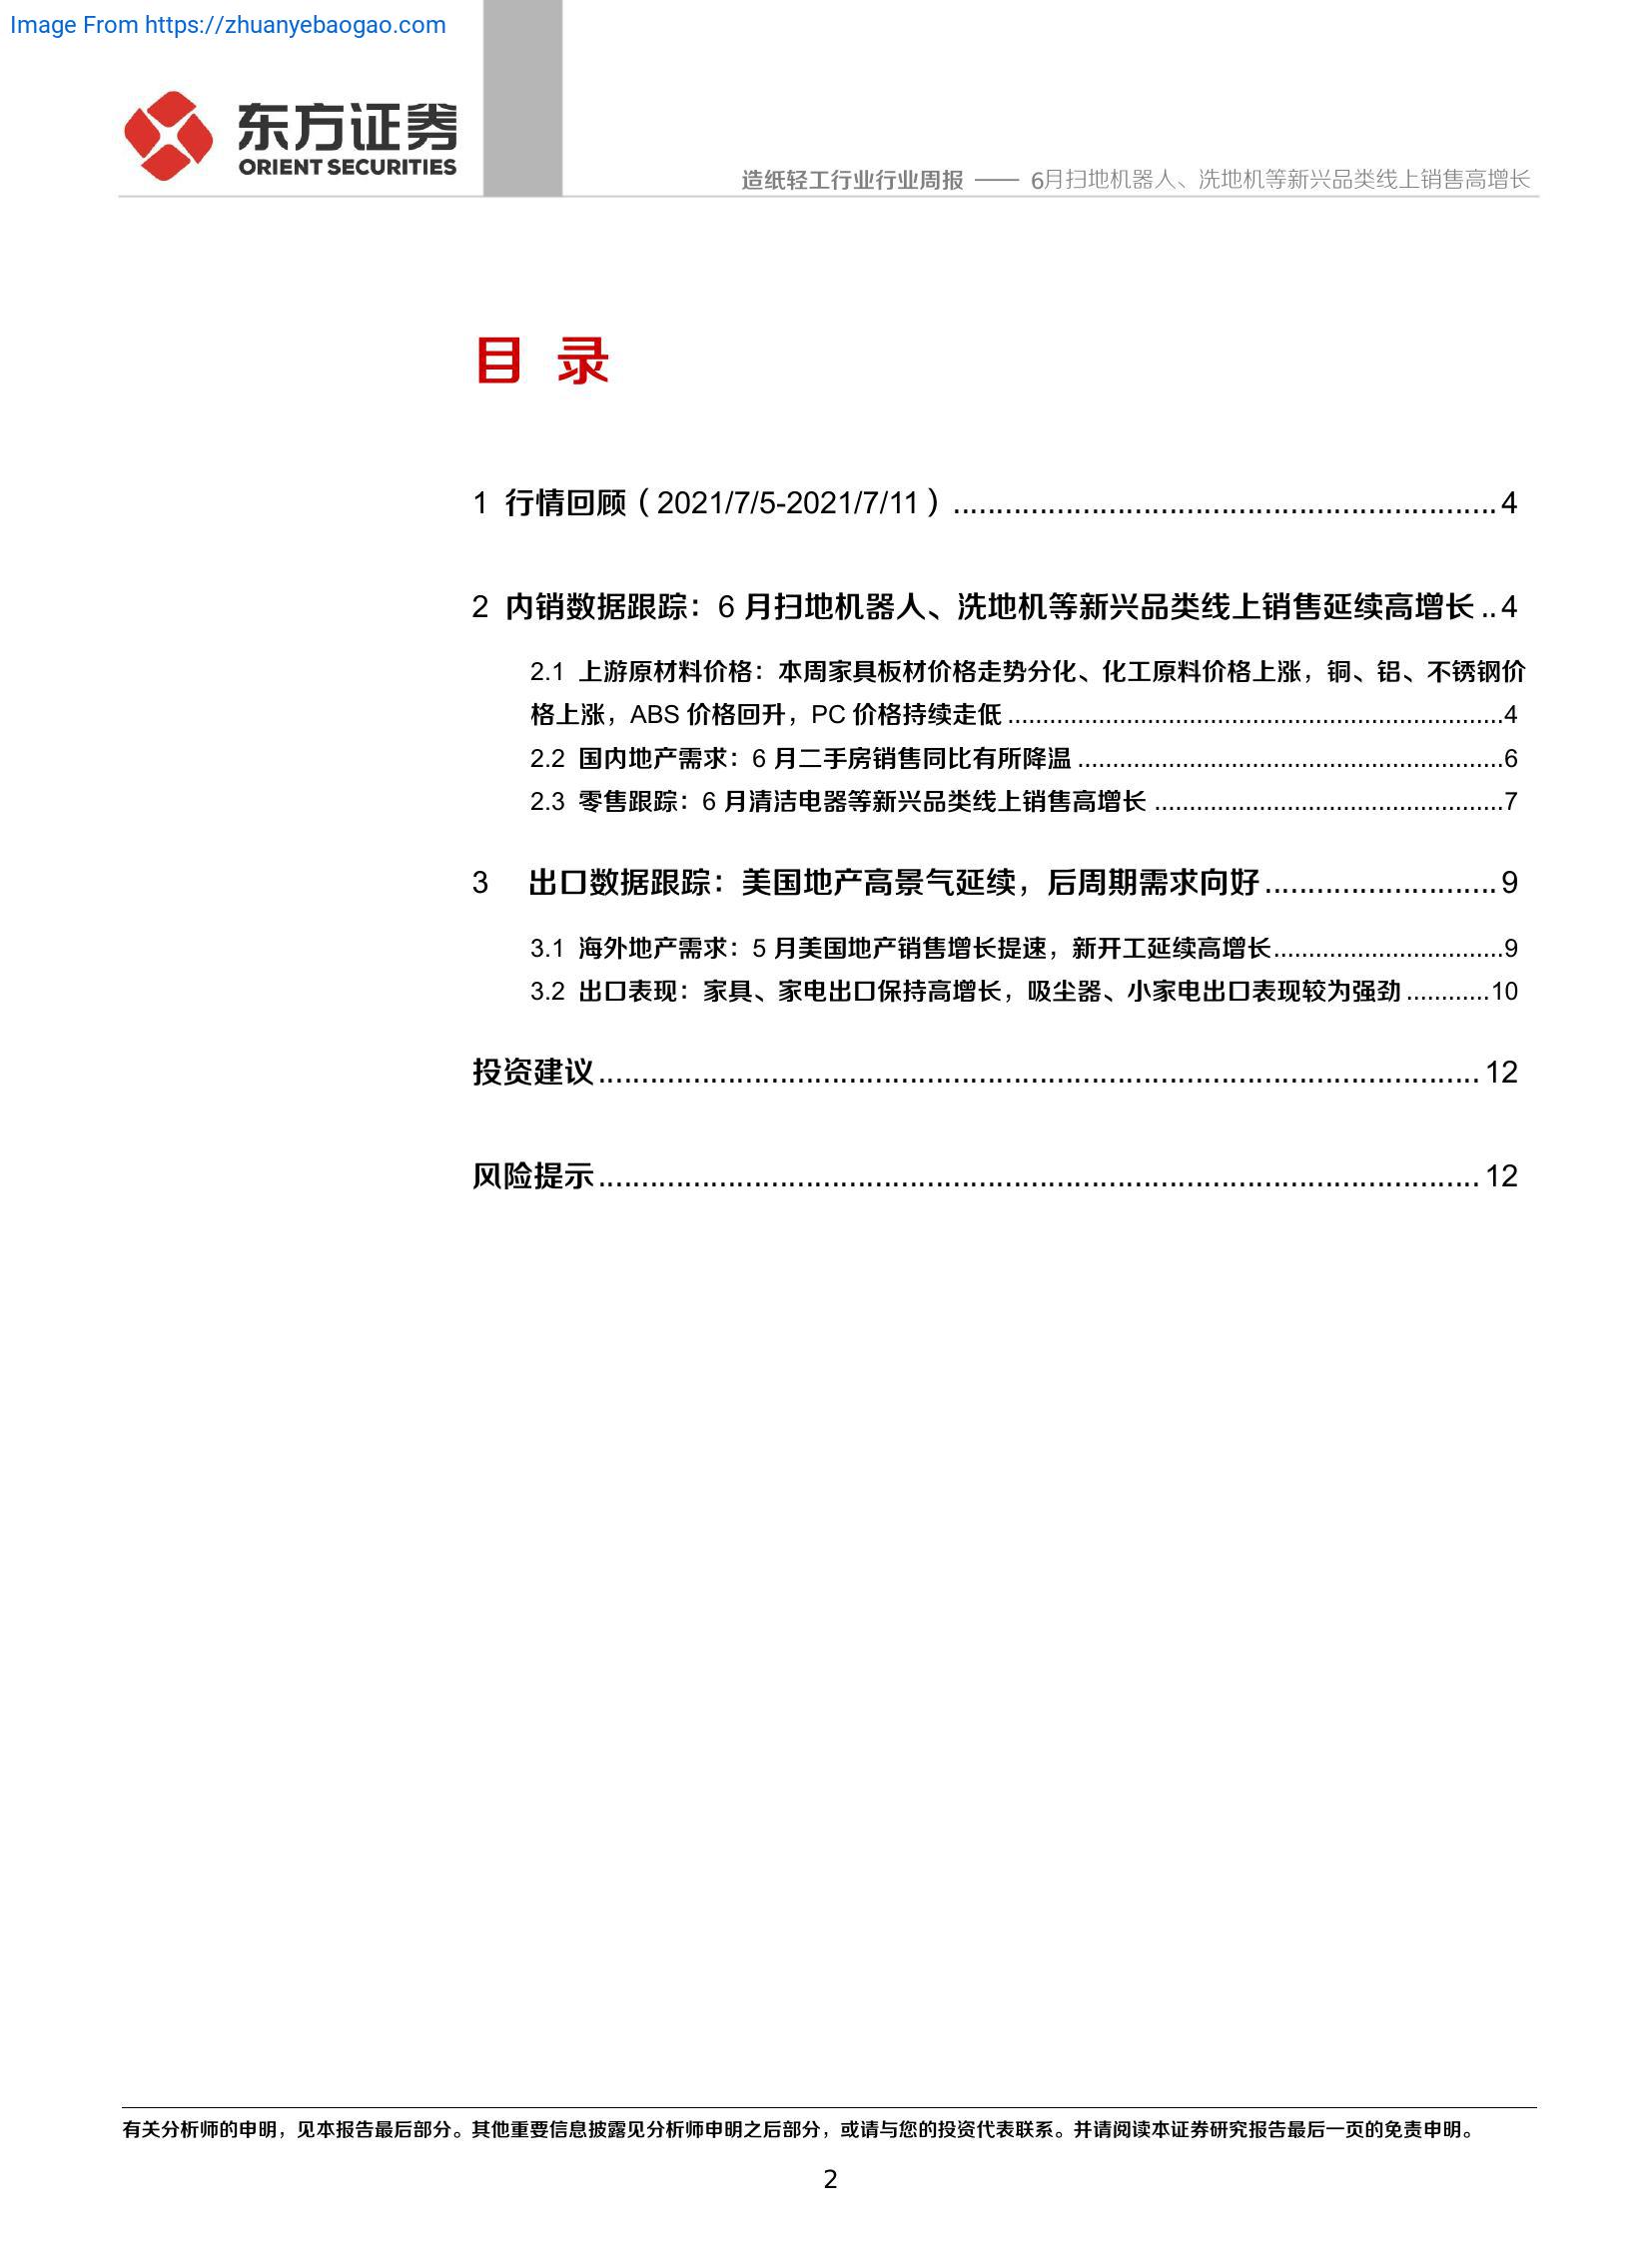 Image From https://zhuanyebaogao.com
东方证券
ORIENT SECURITIES
造纸轻工行业行业周报 —— 6月扫地机器人、洗地机等新兴品类线上销售高增长
目 录
1 行情回顾（2021/7/5-2021/7/11）...............................................................4
2 内销数据跟踪：6 月扫地机器人、洗地机等新兴品类线上销售延续高增长 ..4
2.1 上游原材料价格：本周家具板材价格走势分化、化工原料价格上涨，铜、铝、不锈钢价
格上涨，ABS 价格回升，PC 价格持续走低 .......................................................................4
2.2 国内地产需求：6 月二手房销售同比有所降温 .............................................................6
2.3 零售跟踪：6 月清洁电器等新兴品类线上销售高增长 ..................................................7
3 出口数据跟踪：美国地产高景气延续，后周期需求向好...........................9
3.1 海外地产需求：5 月美国地产销售增长提速，新开工延续高增长.................................9
3.2 出口表现：家具、家电出口保持高增长，吸尘器、小家电出口表现较为强劲 ............10
投资建议......................................................................................................12
风险提示......................................................................................................12
有关分析师的申明，见本报告最后部分。其他重要信息披露见分析师申明之后部分，或请与您的投资代表联系。并请阅读本证券研究报告最后一页的免责申明。
2